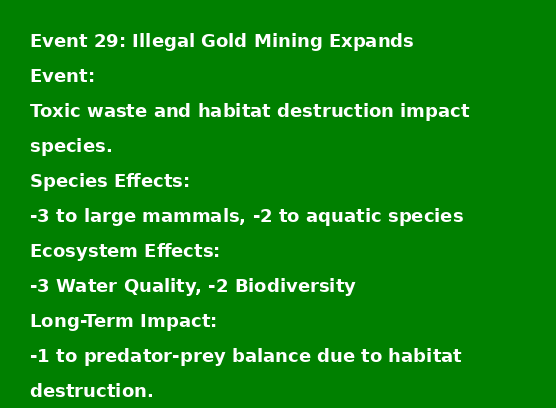 Event 29: Illegal Gold Mining Expands
Event:
Toxic waste and habitat destruction impact
species.
Species Effects:
-3 to large mammals, -2 to aquatic species
Ecosystem Effects:
-3 Water Quality, -2 Biodiversity
Long-Term Impact:
-1 to predator-prey balance due to habitat
destruction.